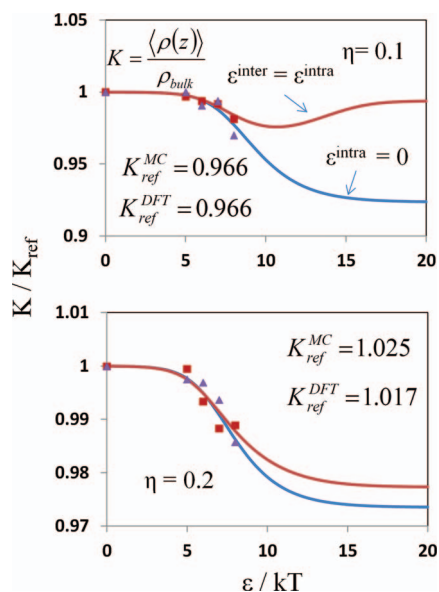 1.05
1
0.95
0.9
K = ⟨ρ(z)⟩ / ρ_bulk
η= 0.1
ε^inter = ε^intra
K_ref^MC = 0.966
K_ref^DFT = 0.966
ε^intra = 0
0 5 10 15 20
K / K_ref
1.01
1
0.99
0.98
0.97
K_ref^MC = 1.025
K_ref^DFT = 1.017
η = 0.2
0 5 10 15 20
ε / kT